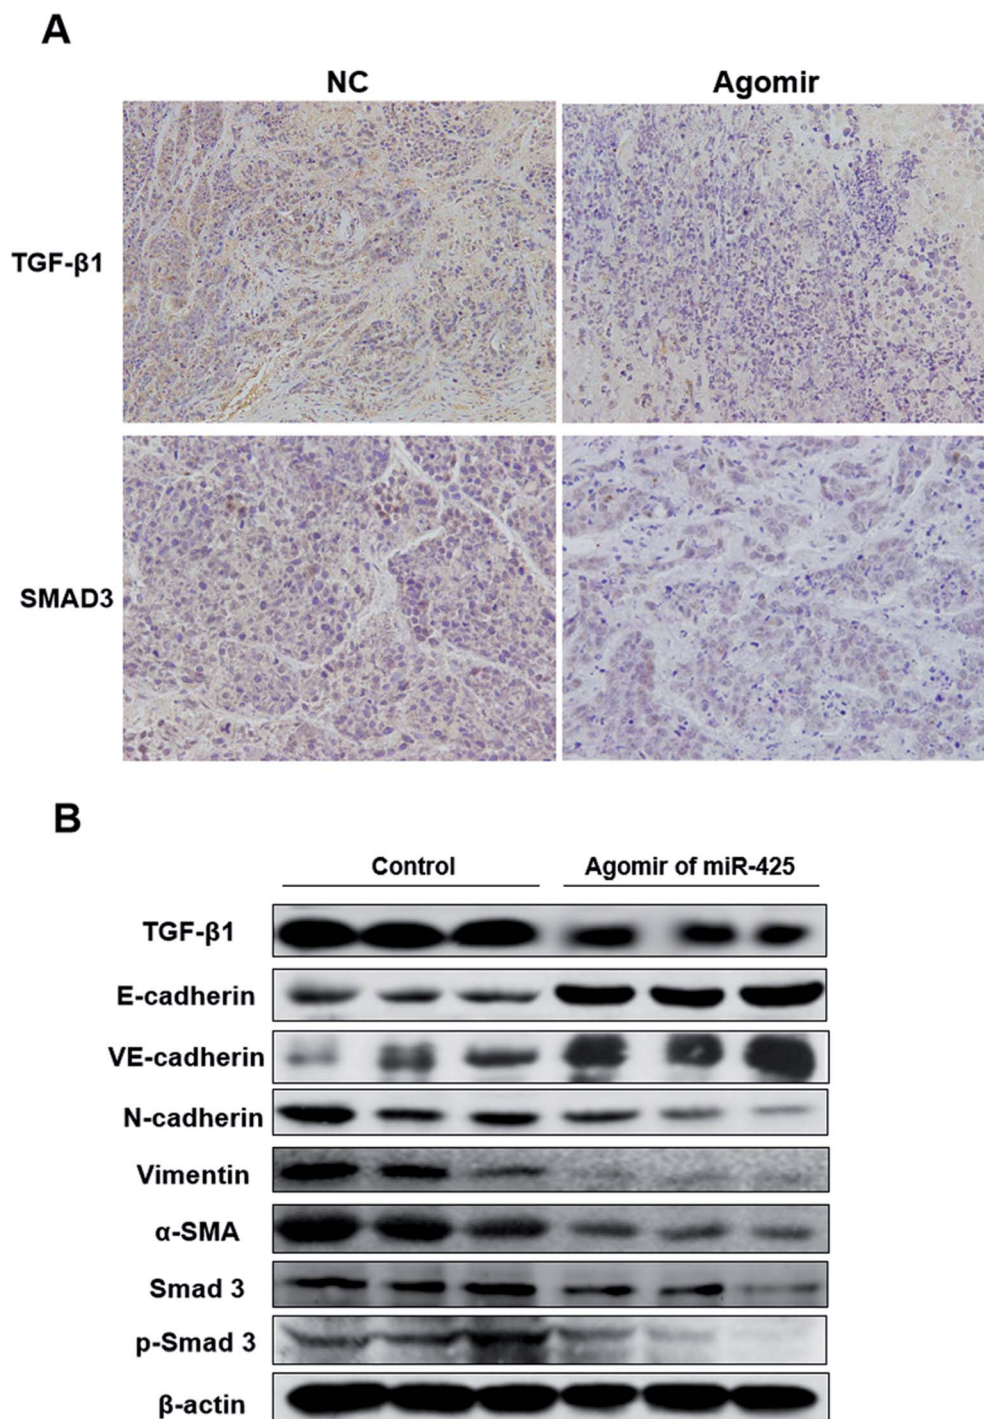 A
NC
Agomir
TGF-β1
SMAD3
B
Control
Agomir of miR-425
TGF-β1
E-cadherin
VE-cadherin
N-cadherin
Vimentin
α-SMA
Smad 3
p-Smad 3
β-actin